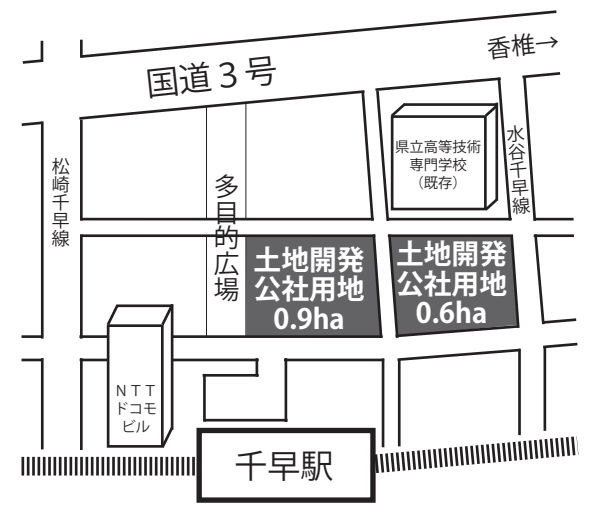 香椎→
国道３号
県立高等技術
専門学校
（既存）
水谷千早線
松崎千早線
多目的広場
土地開発
公社用地
0.9ha
土地開発
公社用地
0.6ha
ＮＴＴ
ドコモ
ビル
千早駅